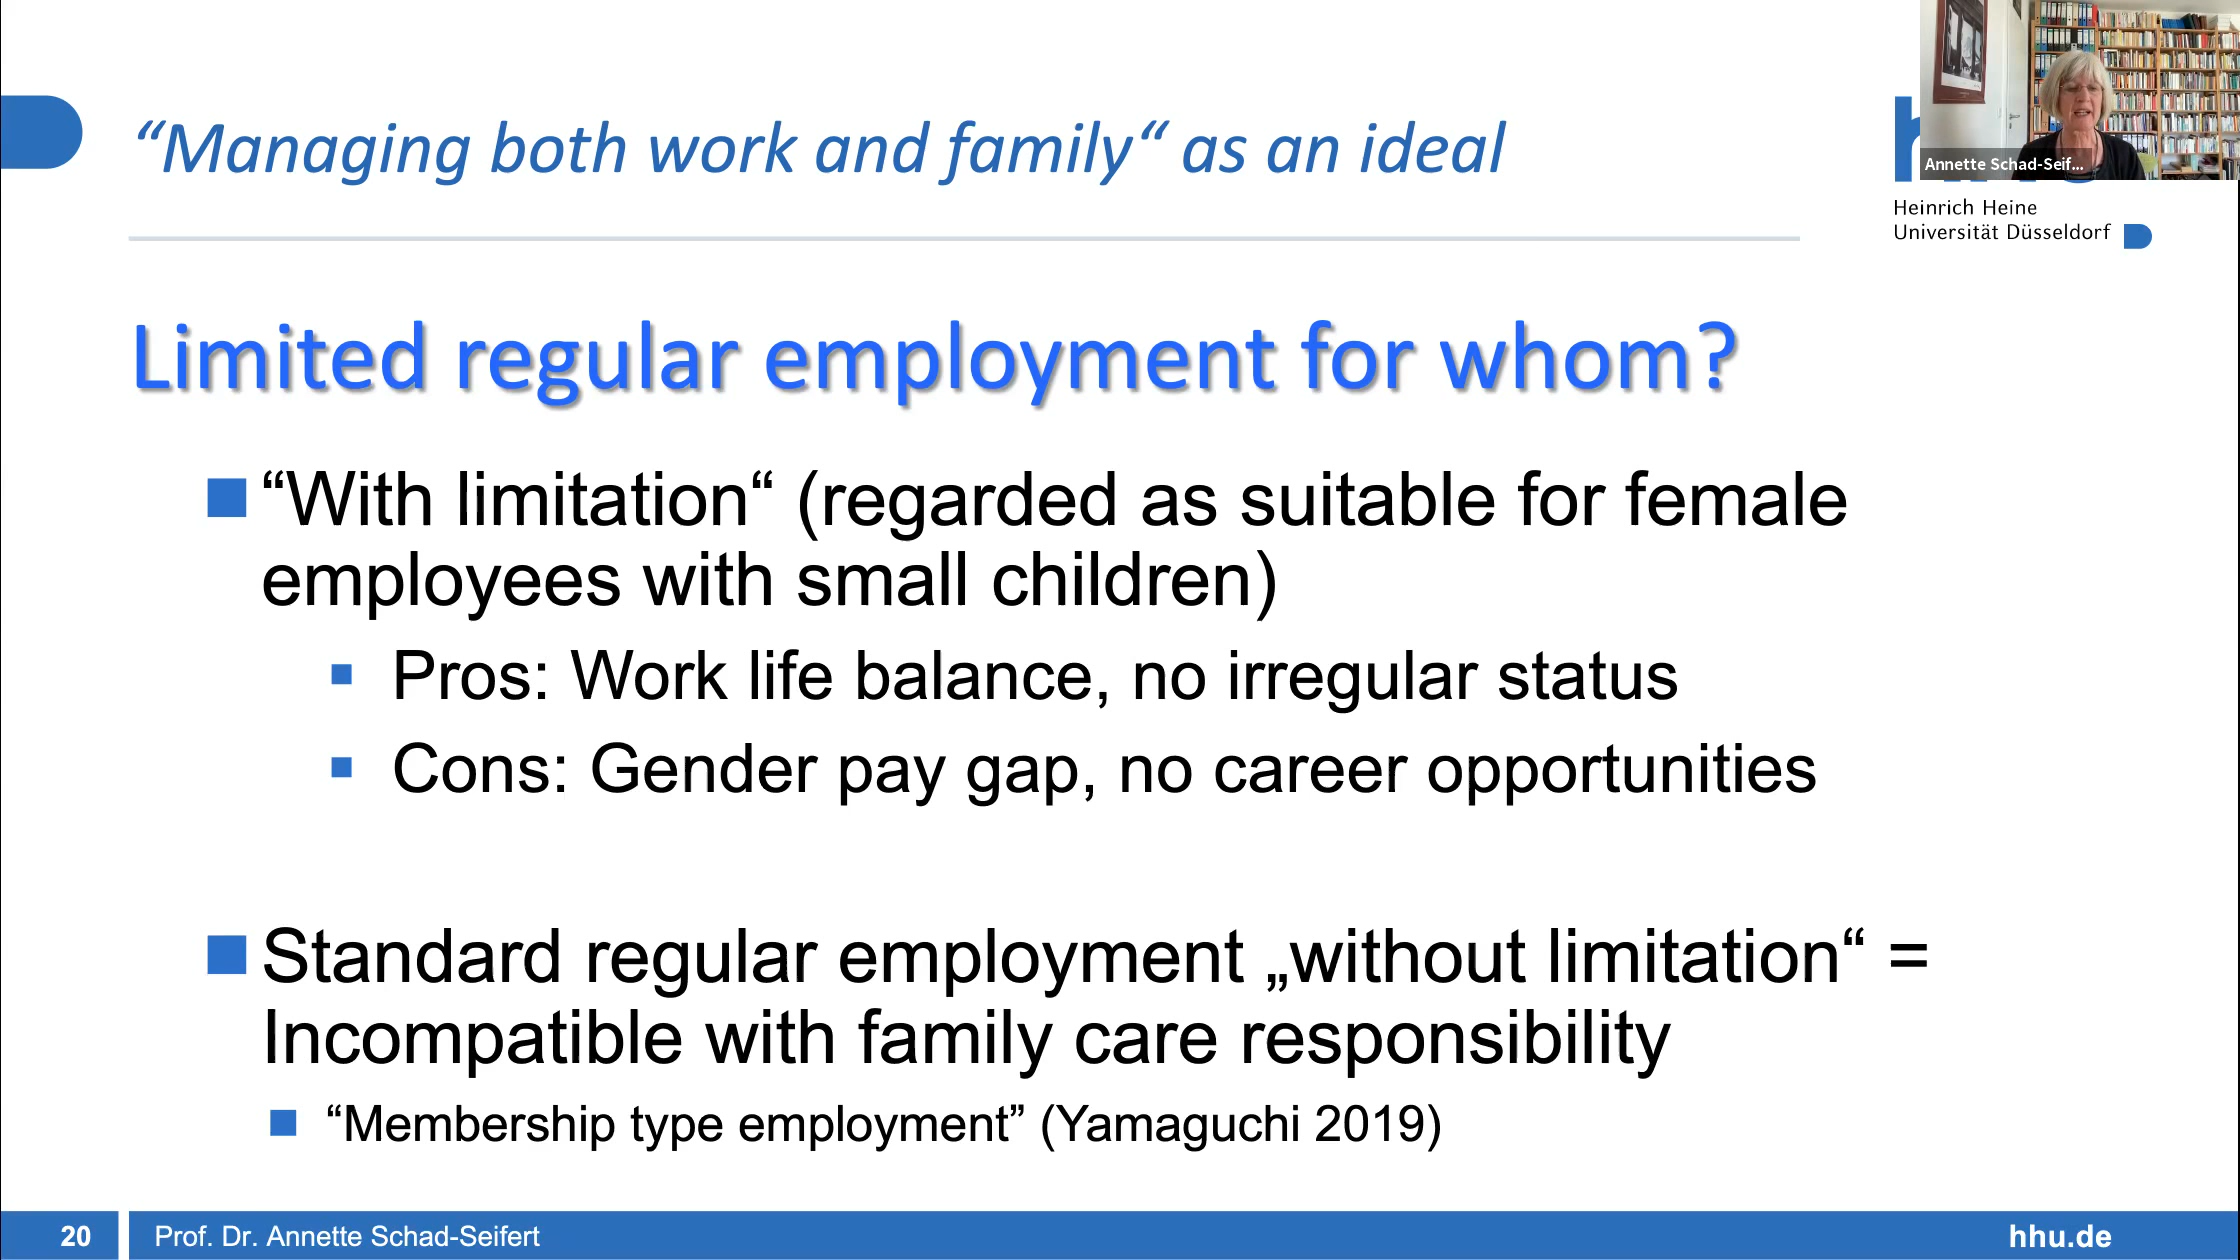 “Managing both work and family“ as an ideal
Annette Schad-Seif...
Heinrich Heine
Universität Düsseldorf
Limited regular employment for whom?
“With limitation“ (regarded as suitable for female
employees with small children)
Pros: Work life balance, no irregular status
Cons: Gender pay gap, no career opportunities
Standard regular employment „without limitation“ =
Incompatible with family care responsibility
“Membership type employment” (Yamaguchi 2019)
20
Prof. Dr. Annette Schad-Seifert
hhu.de